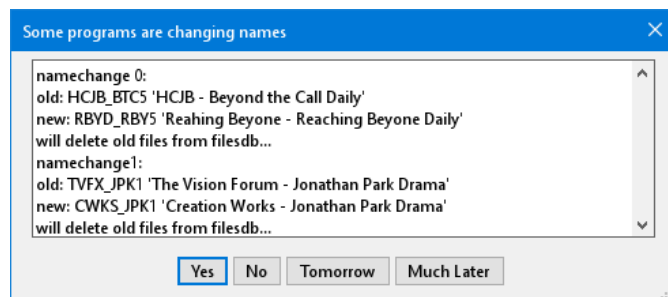 Some programs are changing names
namechange 0:
old: HCJB_BTC5 'HCJB - Beyond the Call Daily'
new: RBYD_RBY5 'Reahing Beyone - Reaching Beyone Daily'
will delete old files from filesdb...
namechange1:
old: TVFX_JPK1 'The Vision Forum - Jonathan Park Drama'
new: CWKS_JPK1 'Creation Works - Jonathan Park Drama'
will delete old files from filesdb...
Yes No Tomorrow Much Later